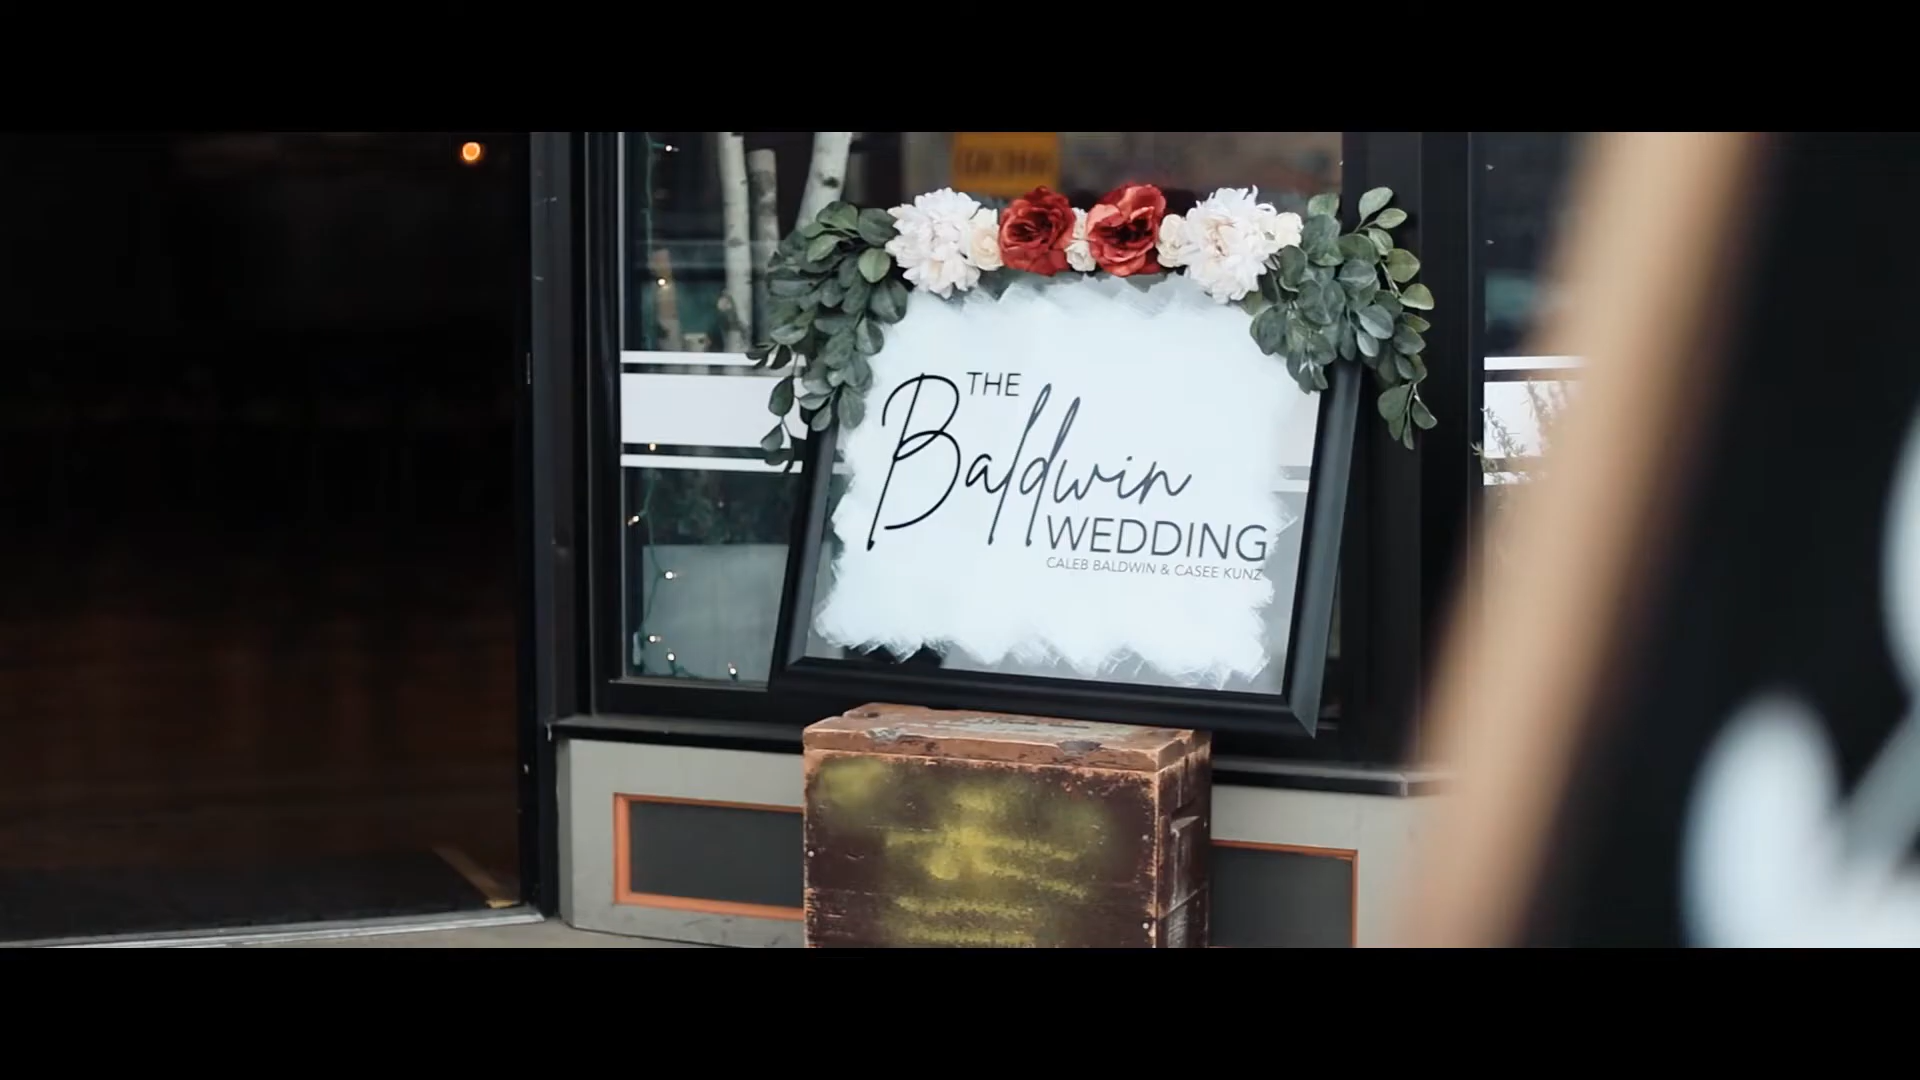 THE
Baldwin
WEDDING
CALEB BALDWIN & CASEE KUNZ